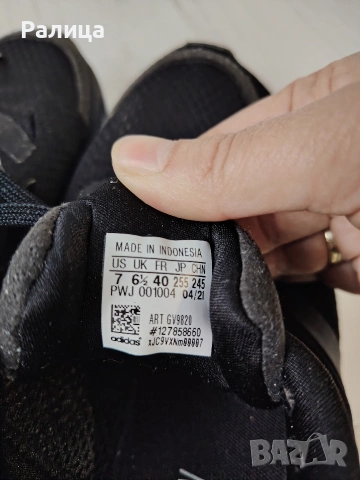 Ралица
MADE IN INDONESIA
US UK FR JP CHN
7 6½ 40 255 245
PWJ 001004 04/21
ART GV9820
#127858660
adidas
BAZAR